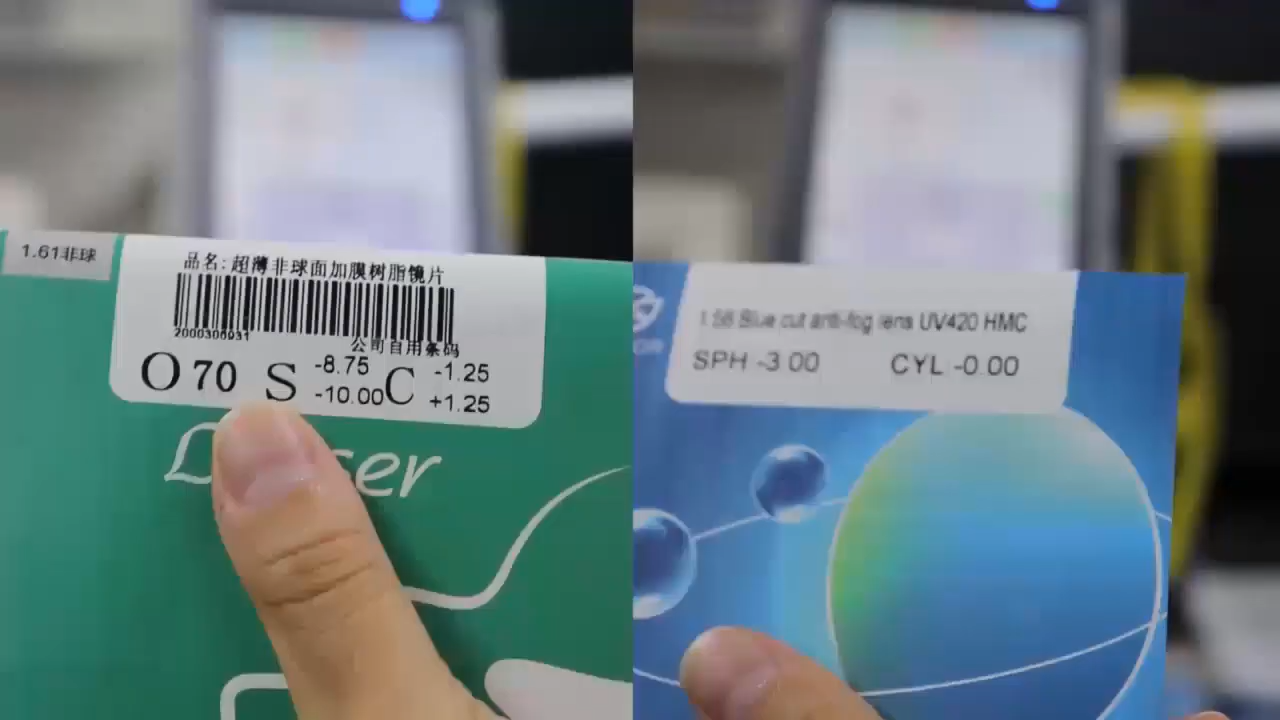 1.61非球
品名:超薄非球面加膜树脂镜片
2000306931
公司自用条码
O 70 S -8.75 C -1.25
-10.00 +1.25
ser
1.56 Blue cut anti-fog lens UV420 HMC
SPH -3.00 CYL -0.00